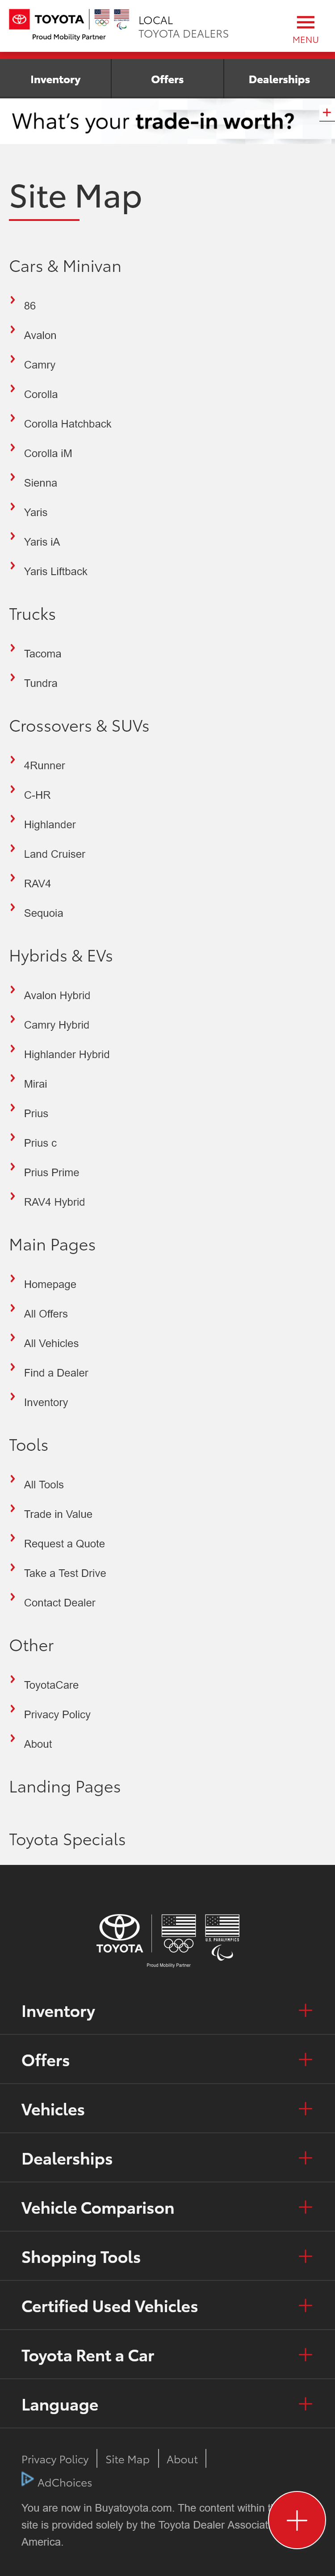 TOYOTA
Proud Mobility Partner
LOCAL
TOYOTA DEALERS
MENU
Inventory
Offers
Dealerships
What's your trade-in worth?
Site Map
Cars & Minivan
86
Avalon
Camry
Corolla
Corolla Hatchback
Corolla iM
Sienna
Yaris
Yaris iA
Yaris Liftback
Trucks
Tacoma
Tundra
Crossovers & SUVs
4Runner
C-HR
Highlander
Land Cruiser
RAV4
Sequoia
Hybrids & EVs
Avalon Hybrid
Camry Hybrid
Highlander Hybrid
Mirai
Prius
Prius c
Prius Prime
RAV4 Hybrid
Main Pages
Homepage
All Offers
All Vehicles
Find a Dealer
Inventory
Tools
All Tools
Trade in Value
Request a Quote
Take a Test Drive
Contact Dealer
Other
ToyotaCare
Privacy Policy
About
Landing Pages
Toyota Specials
TOYOTA
U.S. PARALYMPICS
Proud Mobility Partner
Inventory
Offers
Vehicles
Dealerships
Vehicle Comparison
Shopping Tools
Certified Used Vehicles
Toyota Rent a Car
Language
Privacy Policy
Site Map
About
AdChoices
You are now in Buyatoyota.com. The content within
site is provided solely by the Toyota Dealer
America.